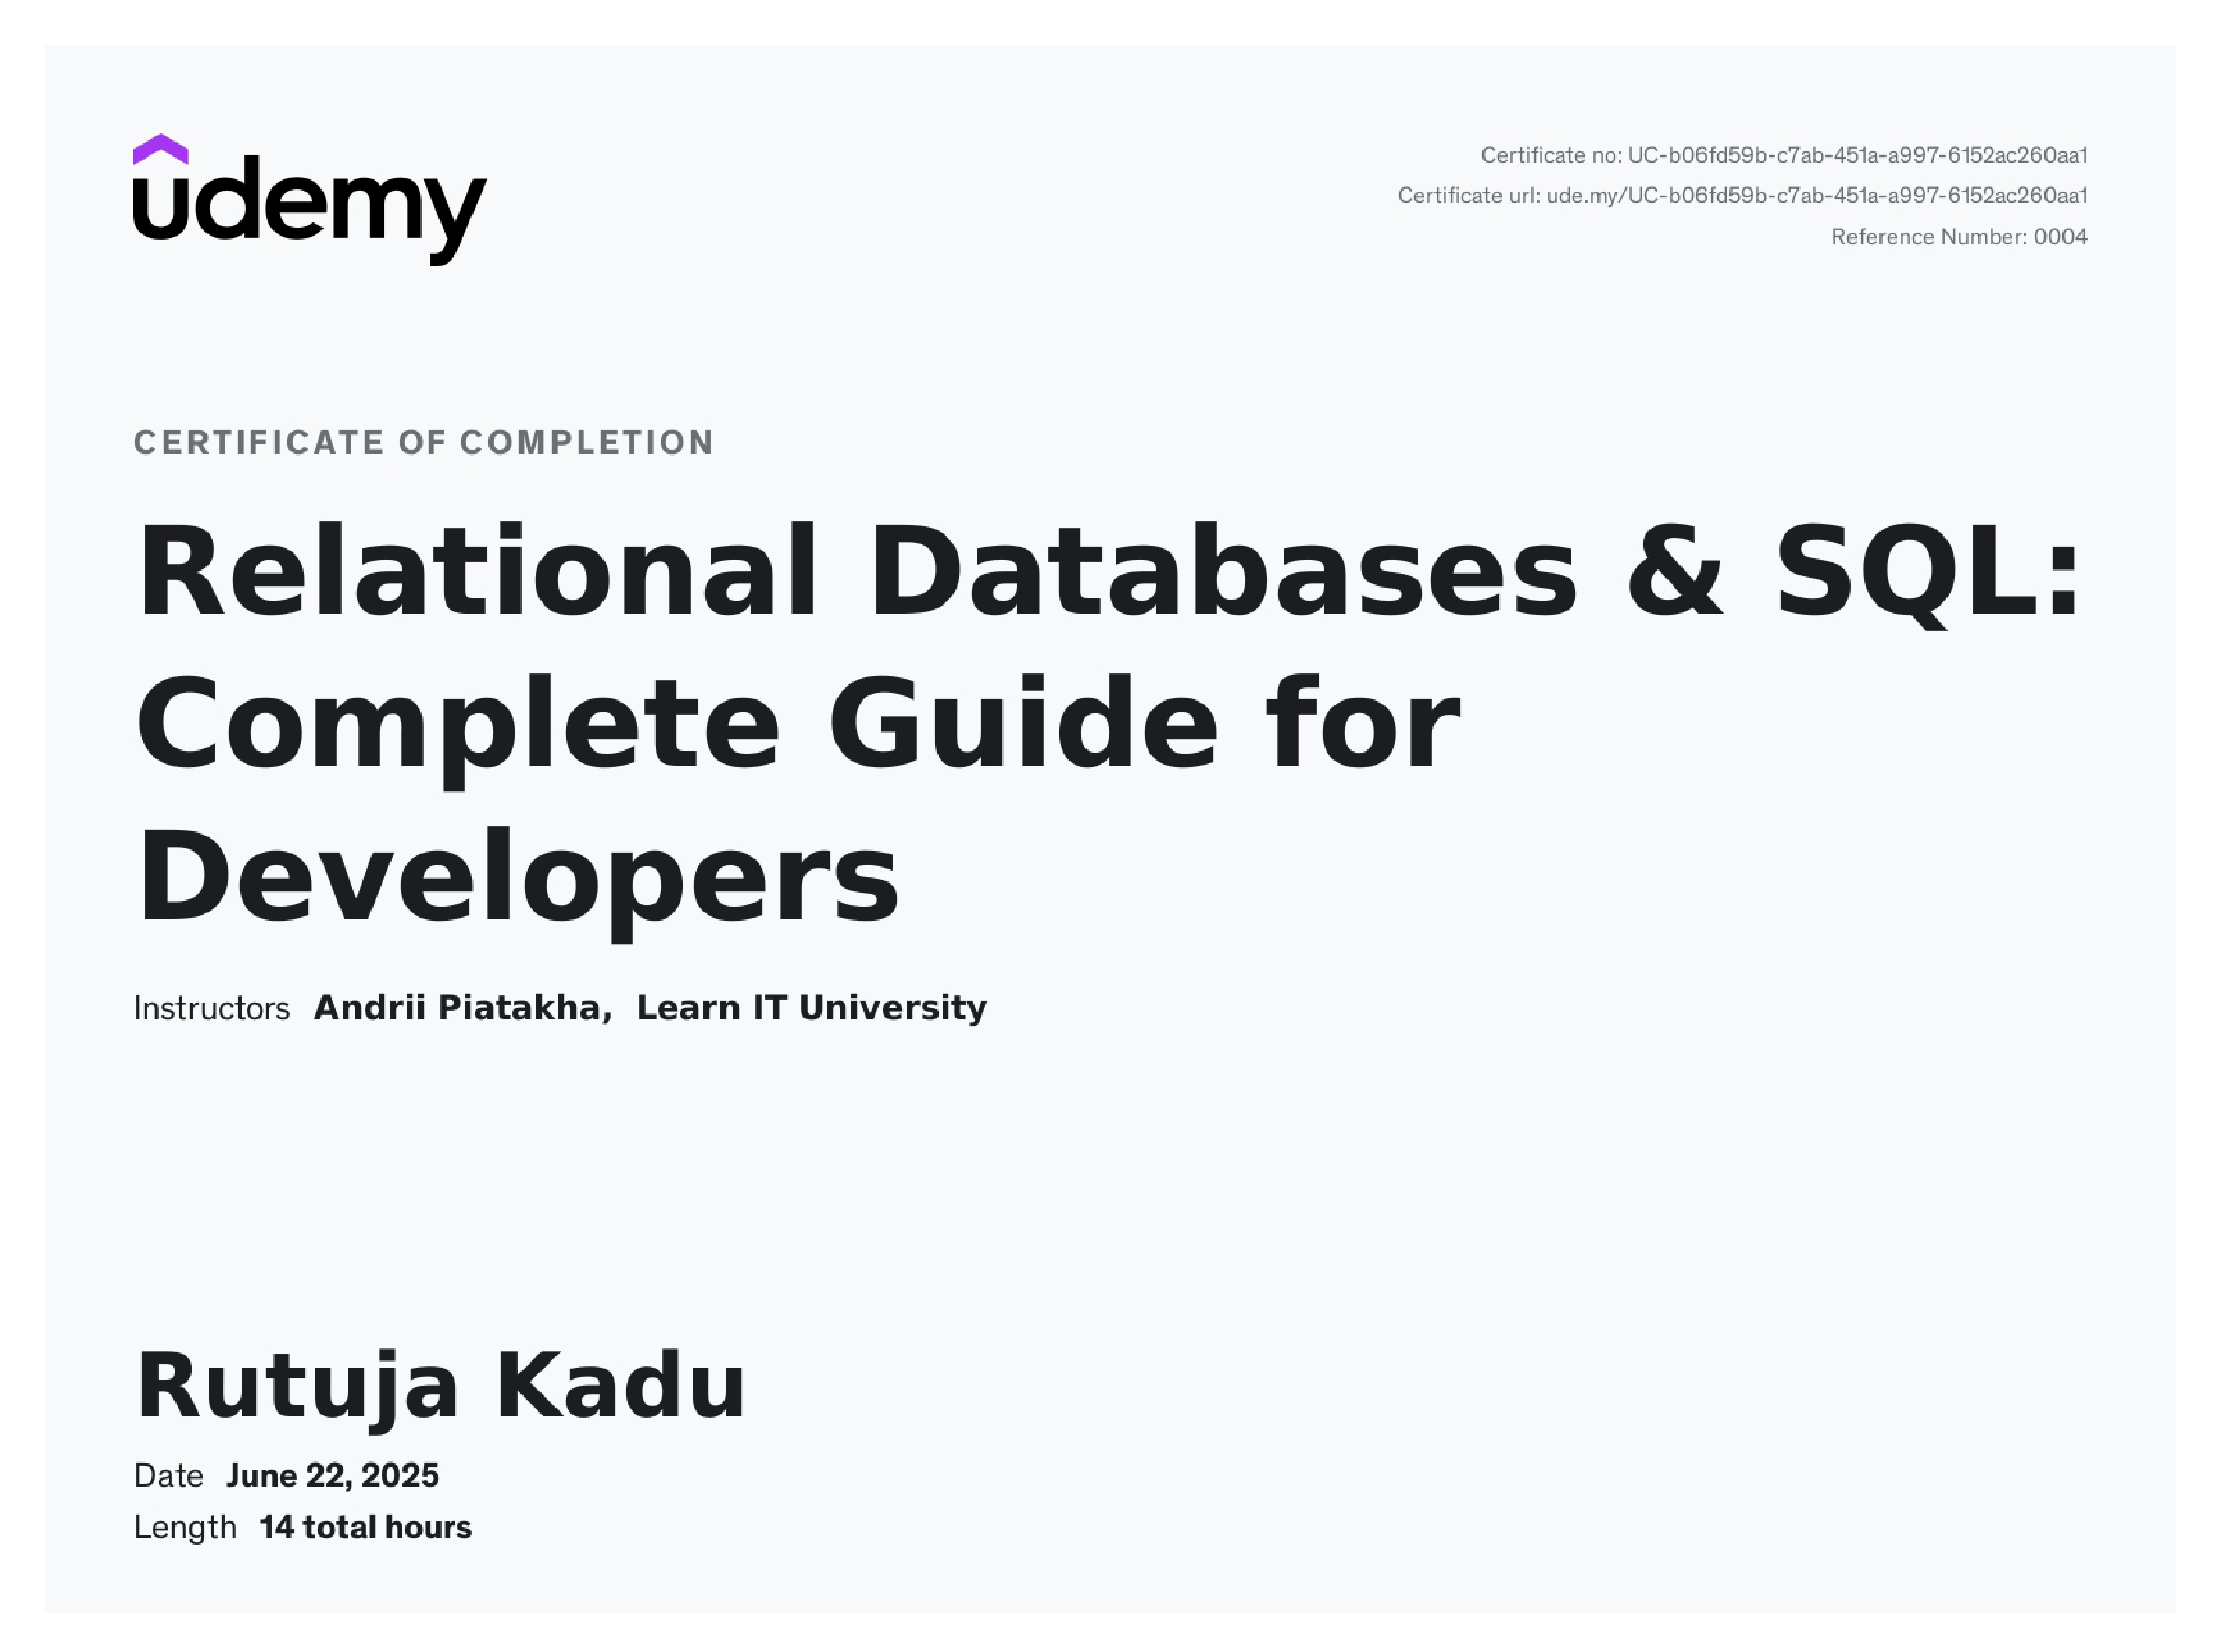 udemy
Certificate no: UC-b06fd59b-c7ab-451a-a997-6152ac260aa1
Certificate url: ude.my/UC-b06fd59b-c7ab-451a-a997-6152ac260aa1
Reference Number: 0004
CERTIFICATE OF COMPLETION
Relational Databases & SQL:
Complete Guide for
Developers
Instructors Andrii Piatakha, Learn IT University
Rutuja Kadu
Date June 22, 2025
Length 14 total hours